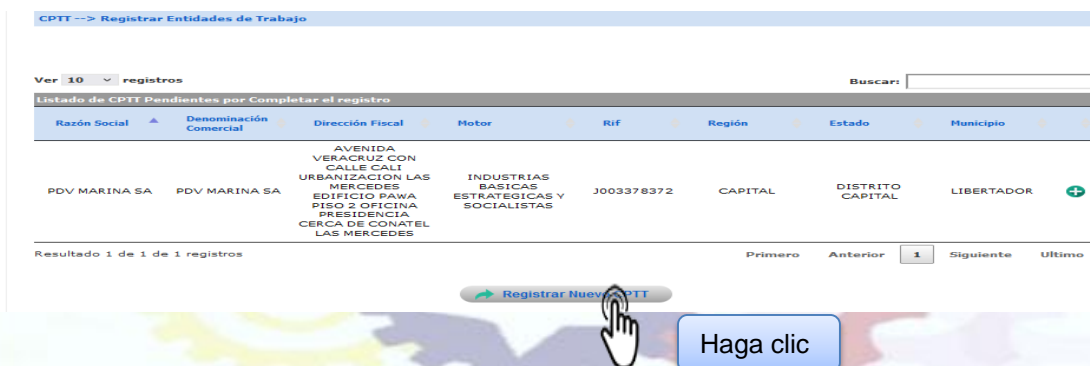 CPTT --> Registrar Entidades de Trabajo
Ver 10 registros
Buscar:
Listado de CPTT Pendientes por Completar el registro
Razón Social
Denominación
Comercial
Dirección Fiscal
Motor
Rif
Región
Estado
Municipio
PDV MARINA SA
PDV MARINA SA
AVENIDA
VERACRUZ CON
CALLE CALI
URBANIZACION LAS
MERCEDES
EDIFICIO PAWA
PISO 2 OFICINA
PRESIDENCIA
CERCA DE CONATEL
LAS MERCEDES
INDUSTRIAS
BASICAS
ESTRATEGICAS Y
SOCIALISTAS
J003378372
CAPITAL
DISTRITO
CAPITAL
LIBERTADOR
Resultado 1 de 1 de 1 registros
Primero Anterior 1 Siguiente Ultimo
Registrar Nuevo CPTT
Haga clic